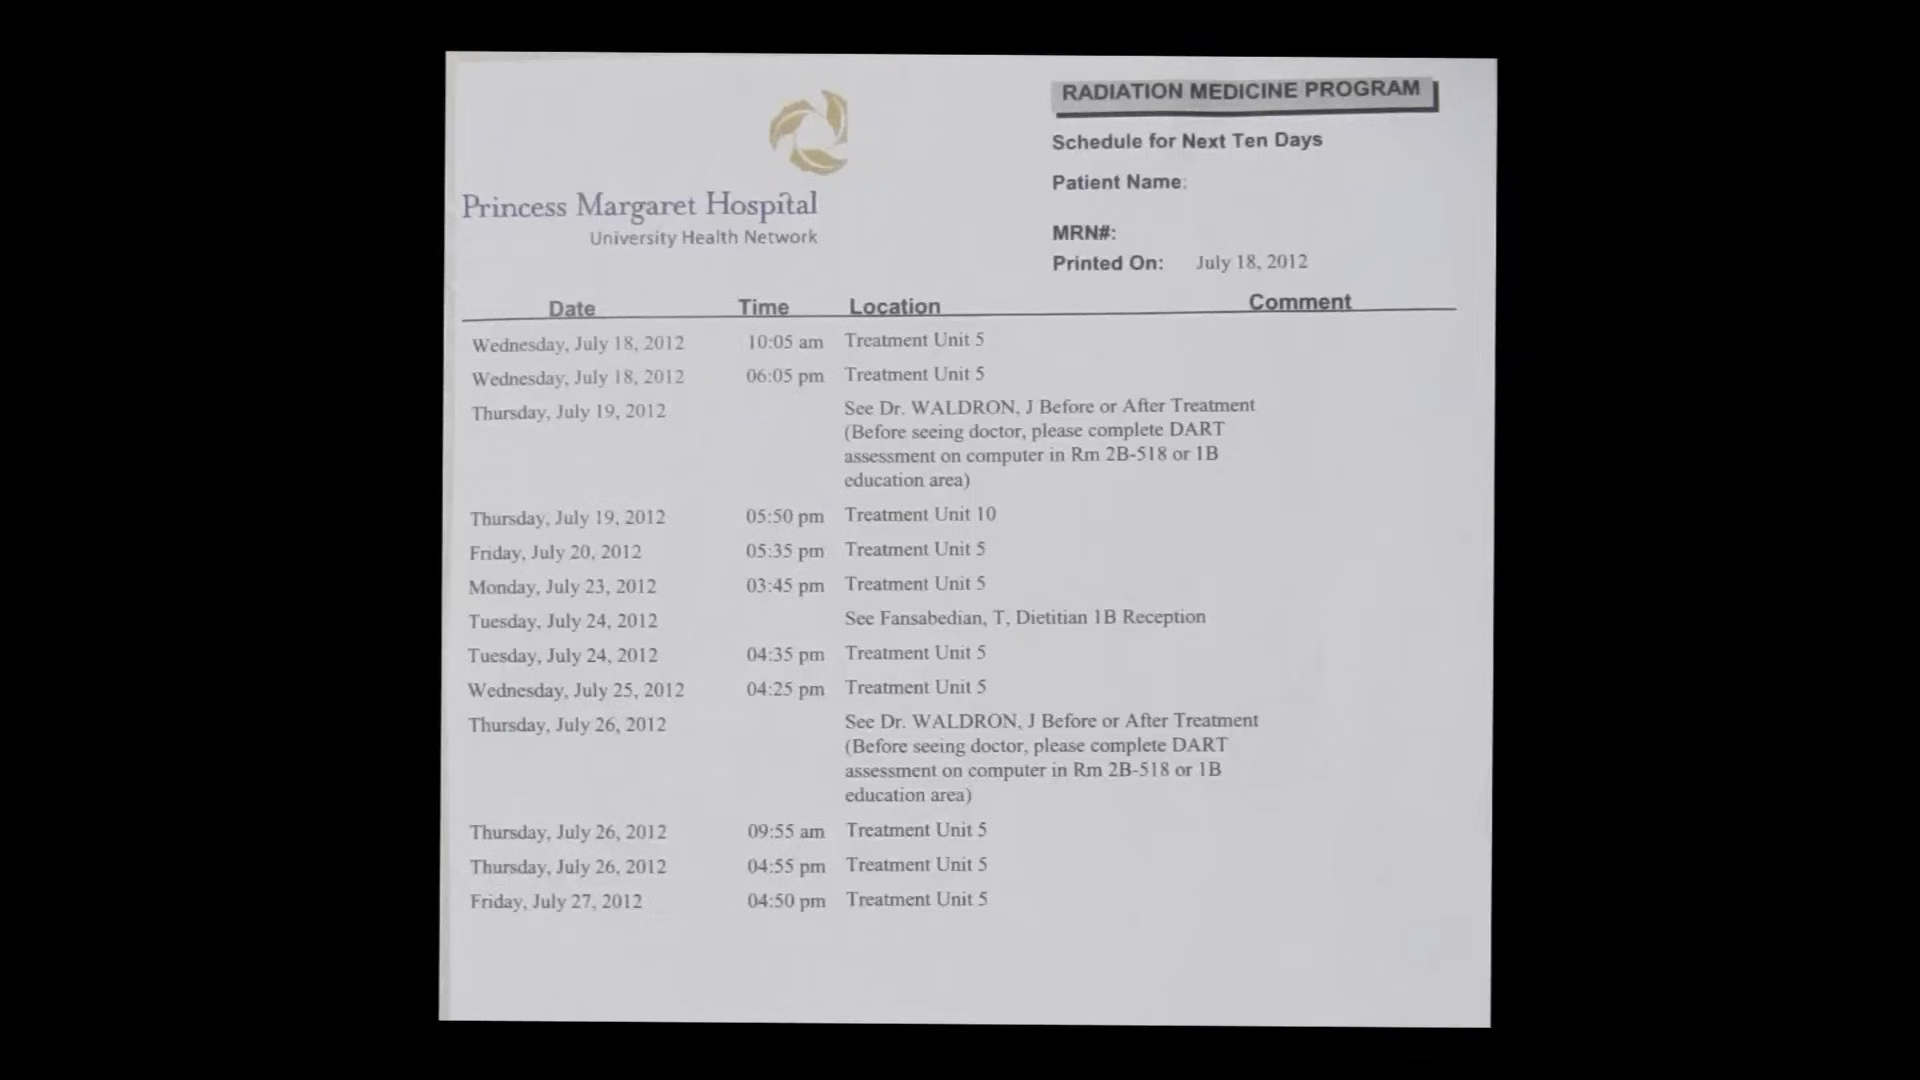 RADIATION MEDICINE PROGRAM
Schedule for Next Ten Days
Patient Name:
Princess Margaret Hospital
University Health Network
MRN#:
Printed On: July 18, 2012
Date Time Location Comment
Wednesday, July 18, 2012 10:05 am Treatment Unit 5
Wednesday, July 18, 2012 06:05 pm Treatment Unit 5
Thursday, July 19, 2012 See Dr. WALDRON, J Before or After Treatment
(Before seeing doctor, please complete DART
assessment on computer in Rm 2B-518 or 1B
education area)
Thursday, July 19, 2012 05:50 pm Treatment Unit 10
Friday, July 20, 2012 05:35 pm Treatment Unit 5
Monday, July 23, 2012 03:45 pm Treatment Unit 5
Tuesday, July 24, 2012 See Fansabedian, T, Dietitian 1B Reception
Tuesday, July 24, 2012 04:35 pm Treatment Unit 5
Wednesday, July 25, 2012 04:25 pm Treatment Unit 5
Thursday, July 26, 2012 See Dr. WALDRON, J Before or After Treatment
(Before seeing doctor, please complete DART
assessment on computer in Rm 2B-518 or 1B
education area)
Thursday, July 26, 2012 09:55 am Treatment Unit 5
Thursday, July 26, 2012 04:55 pm Treatment Unit 5
Friday, July 27, 2012 04:50 pm Treatment Unit 5